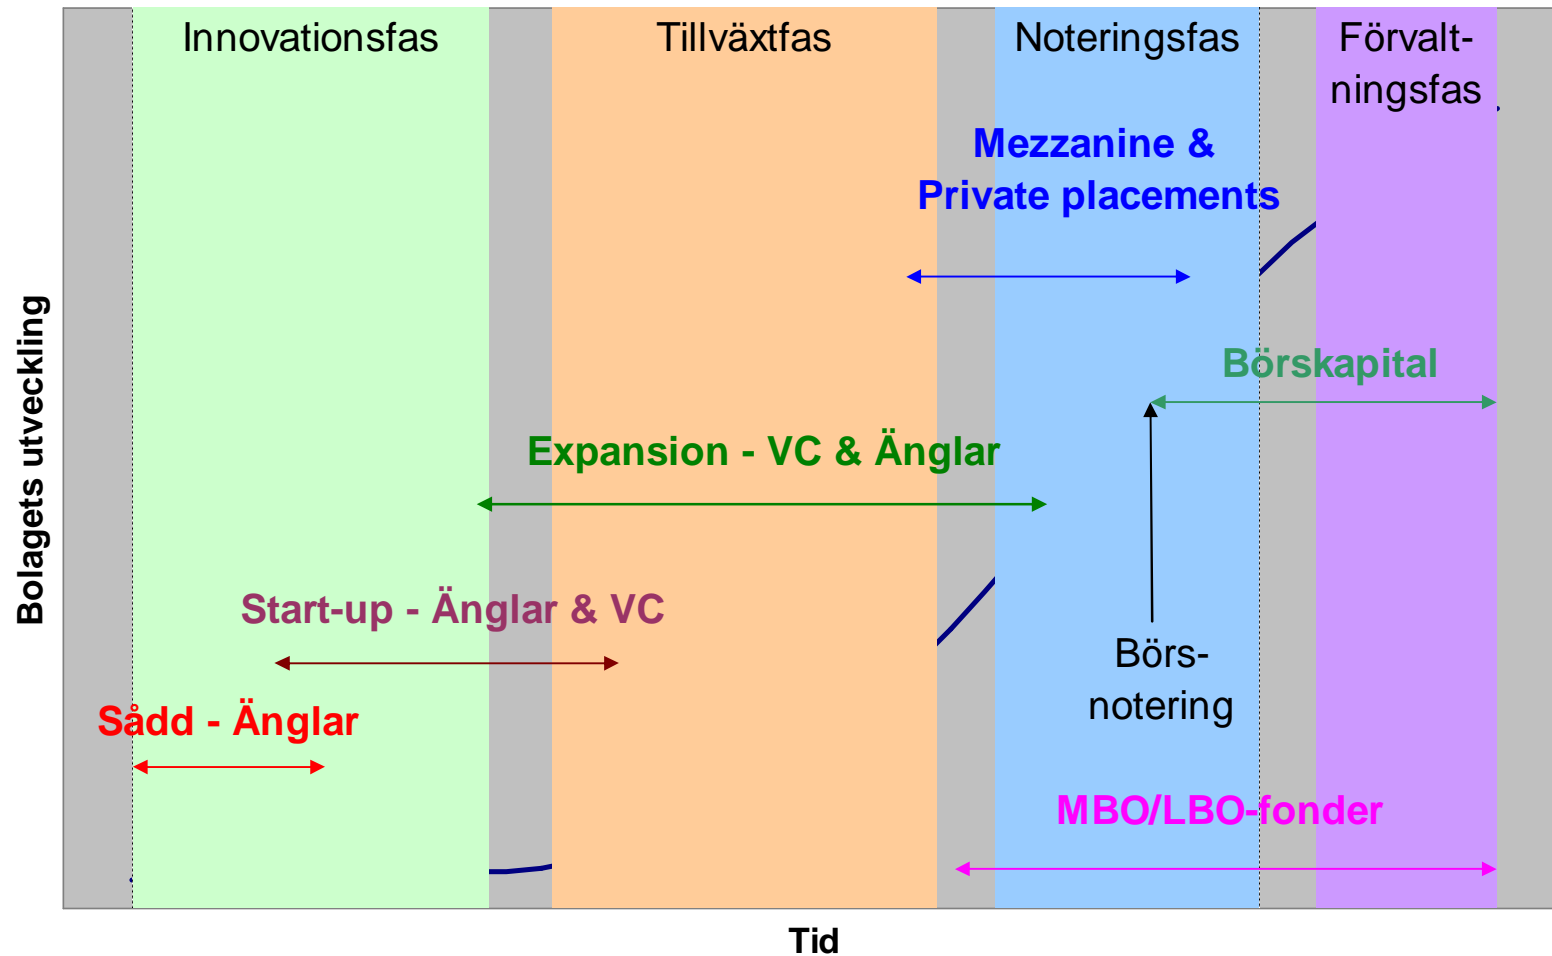 Innovationsfas
Tillväxtfas
Noteringsfas
Förvalt-
ningsfas
Mezzanine &
Private placements
Börskapital
Expansion - VC & Änglar
Start-up - Änglar & VC
Börs-
notering
Sådd - Änglar
MBO/LBO-fonder
Bolagets utveckling
Tid